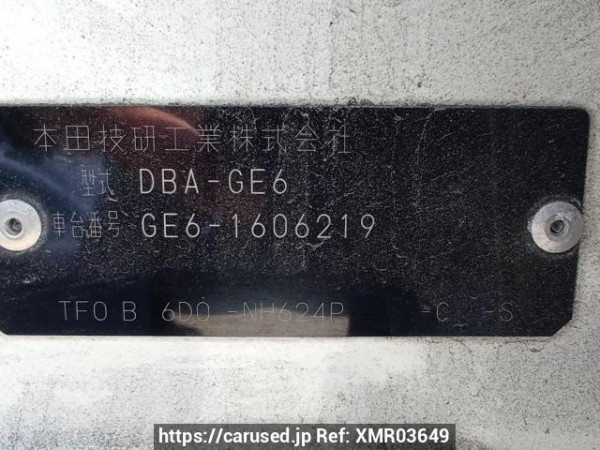 本田技研工業株式会社
型式 DBA-GE6
車台番号 GE6-1606219
TF0 B 6D0 -NH624P -C -S
https://carused.jp Ref: XMR03649